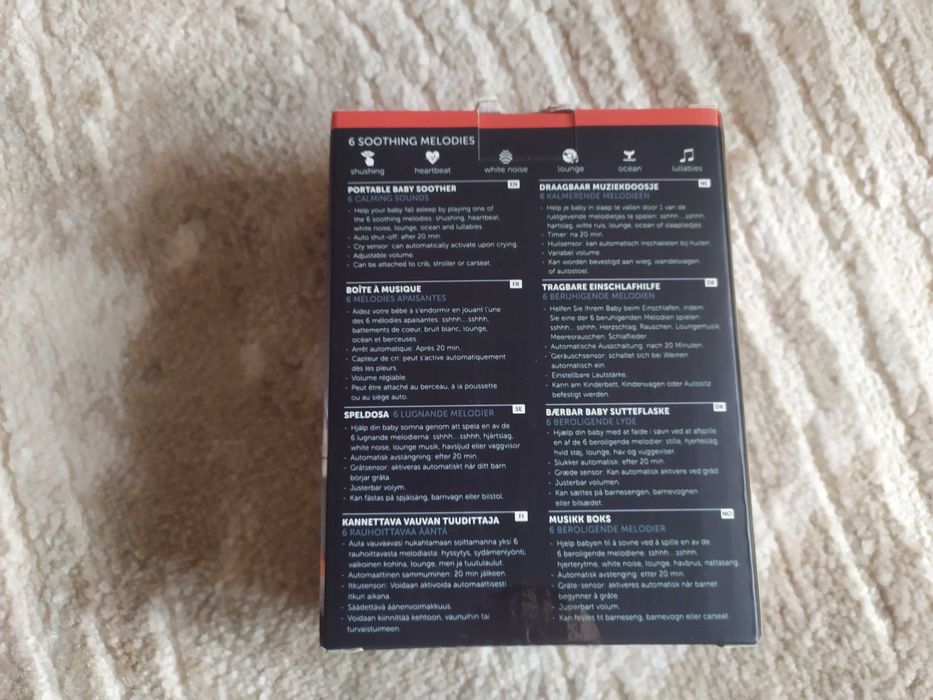 6 SOOTHING MELODIES
shushing heartbeat white noise lounge ocean lullabies
PORTABLE BABY SOOTHER EN
6 CALMING SOUNDS
- Help your baby fall asleep by playing one of
the 6 soothing melodies: shushing, heartbeat,
white noise, lounge, ocean and lullabies.
- Auto shut-off: after 20 min.
- Cry sensor: can automatically activate upon crying.
- Adjustable volume.
- Can be attached to crib, stroller or carseat.
BOÎTE À MUSIQUE FR
6 MÉLODIES APAISANTES
- Aidez votre bébé à s'endormir en jouant l'une
des 6 mélodies apaisantes: sshhh...sshhh,
battements de coeur, bruit blanc, lounge,
océan et berceuses.
- Arrêt automatique: Après 20 min.
- Capteur de cri: peut s'active automatiquement
dès les pleurs.
- Volume réglable
- Peut être attaché au berceau, à la poussette
ou au siège auto.
SPELDOSA 6 LUGNANDE MELODIER SE
- Hjälp din baby somna genom att spela en av de
6 lugnande melodierna: sshhh...sshhh, hjärtslag,
white noise, lounge musik, havsljud eller vaggvisor.
- Automatisk avstängning: efter 20 min.
- Gråtsensor: aktiveras automatiskt när ditt barn
börjar gråta.
- Justerbar volym.
- Kan fästas på spjälsäng, barnvagn eller bilstol.
KANNETTAVA VAUVAN TUUDITTAJA FI
6 RAUHOITTAVAA ÄÄNTÄ
- Auta vauvaavasi nukahtamaan soittamanna yksi 6
rauhoittavasta melodiasta: hyssytys, sydämenlyönti,
valkoinen kohina, lounge, meri ja tuutulaulut.
- Automaattinen sammuminen: 20 min jälkeen.
- Itkusensori: Voidaan aktivoida automaattisesti
itkun aikana.
- Säädettävä äänenvoimakkuus.
- Voidaan kiinnittää kehtoon, vaunuihin tai
turvaistuimeen.
DRAAGBAAR MUZIEKDOOSJE NL
6 KALMERENDE MELODIEËN
- Help je baby in slaap te vallen door 1 van de
rustgevende melodietjes te spelen: sshhh...sshhh,
hartslag, witte ruis, lounge, ocean of slaapliedjes.
- Timer: na 20 min.
- Huilsensor: kan automatisch inschakelen bij huilen.
- Variabel volume.
- Kan worden bevestigd aan wieg, wandelwagen
of autostoel.
TRAGBARE EINSCHLAFHILFE DE
6 BERUHIGENDE MELODIEN
- Helfen Sie Ihrem Baby beim Einschlafen, indem
Sie eine der 6 beruhigenden Melodien spielen:
sshhh... sshhh, Herzschlag, Rauschen, Loungemusik,
Meeresrauschen, Schlaflieder.
- Automatische Ausschaltung: nach 20 Minuten.
- Geräuschsensor: schaltet sich bei Weinen
automatisch ein.
- Einstellbare Lautstärke.
- Kann am Kinderbett, Kinderwagen oder Autositz
befestigt werden.
BÆRBAR BABY SUTTEFLASKE DK
6 BEROLIGENDE LYDE
- Hjælp din baby med at falde i søvn ved at afspille
en af de 6 beroligende melodier: stille, hjerteslag,
hvid støj, lounge, hav og vuggeviser.
- Slukker automatisk: efter 20 min.
- Græde sensor: Kan automatisk aktivere ved gråd.
- Justerbar volumen.
- Kan sættes på barnesengen, barnevognen
eller bilsædet.
MUSIKK BOKS NO
6 BEROLIGENDE MELODIER
- Hjelp babyen til å sovne ved å spille en av de
6 beroligende melodiene: sshhh...sshhh,
hjerterytme, white noise, lounge, havbrus, nattasang.
- Automatisk avstenging: etter 20 min.
- Gråte-sensor: aktiveres automatisk når barnet
begynner å gråte.
- Justerbart volum.
- Kan festes til barneseng, barnevogn eller carseat.